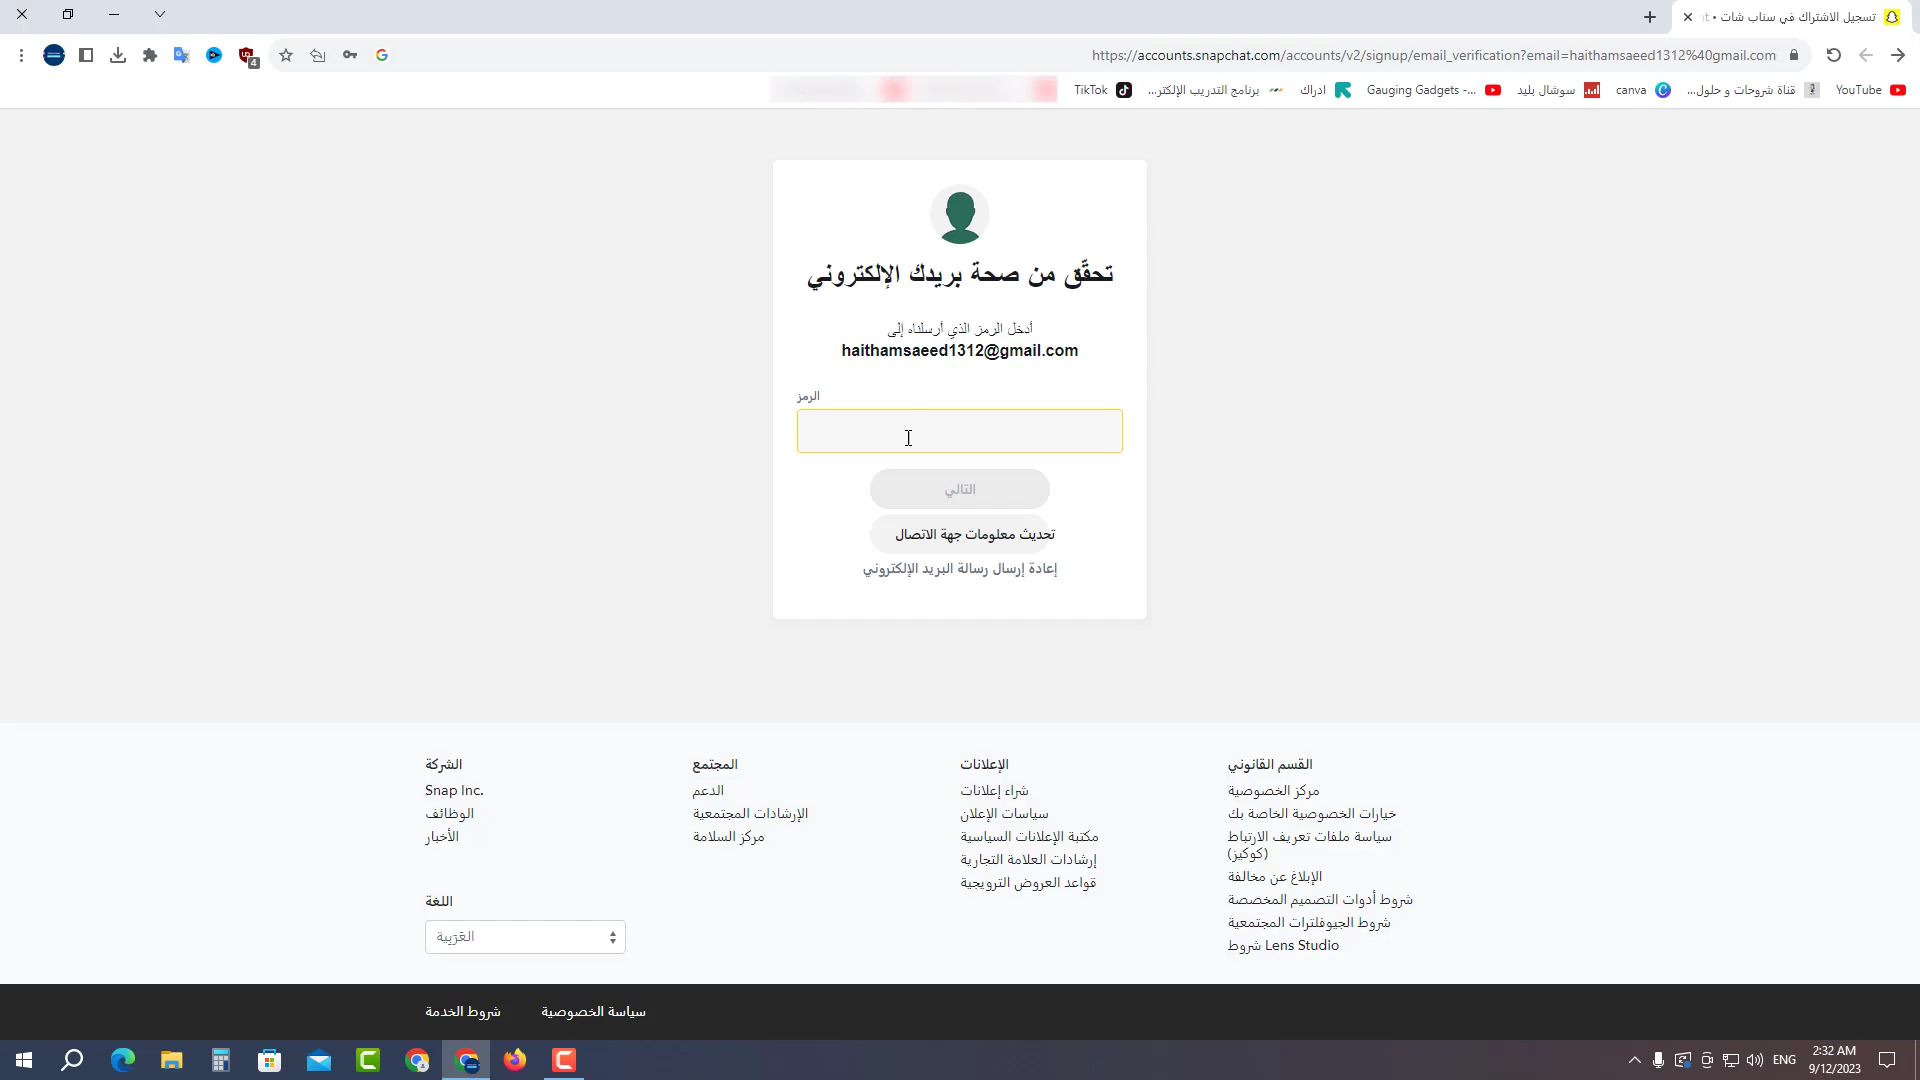 تسجيل الاشتراك في سناب شات •
https://accounts.snapchat.com/accounts/v2/signup/email_verification?email=haithamsaeed1312%40gmail.com
4
YouTube
قناة شروحات و حلول...
canva
سوشال بليد
Gauging Gadgets -...
ادراك
برنامج التدريب الإلكتر...
TikTok
تحقّق من صحة بريدك الإلكتروني
أدخل الرمز الذي أرسلناه إلى
haithamsaeed1312@gmail.com
الرمز
التالي
تحديث معلومات جهة الاتصال
إعادة إرسال رسالة البريد الإلكتروني
الشركة
Snap Inc.
الوظائف
الأخبار
المجتمع
الدعم
الإرشادات المجتمعية
مركز السلامة
الإعلانات
شراء إعلانات
سياسات الإعلان
مكتبة الإعلانات السياسية
إرشادات العلامة التجارية
قواعد العروض الترويجية
القسم القانوني
مركز الخصوصية
خيارات الخصوصية الخاصة بك
سياسة ملفات تعريف الارتباط
(كوكيز)
الإبلاغ عن مخالفة
شروط أدوات التصميم المخصصة
شروط الجيوفلترات المجتمعية
شروط Lens Studio
اللغة
العَرَبِية
شروط الخدمة
سياسة الخصوصية
ENG
2:32 AM
9/12/2023